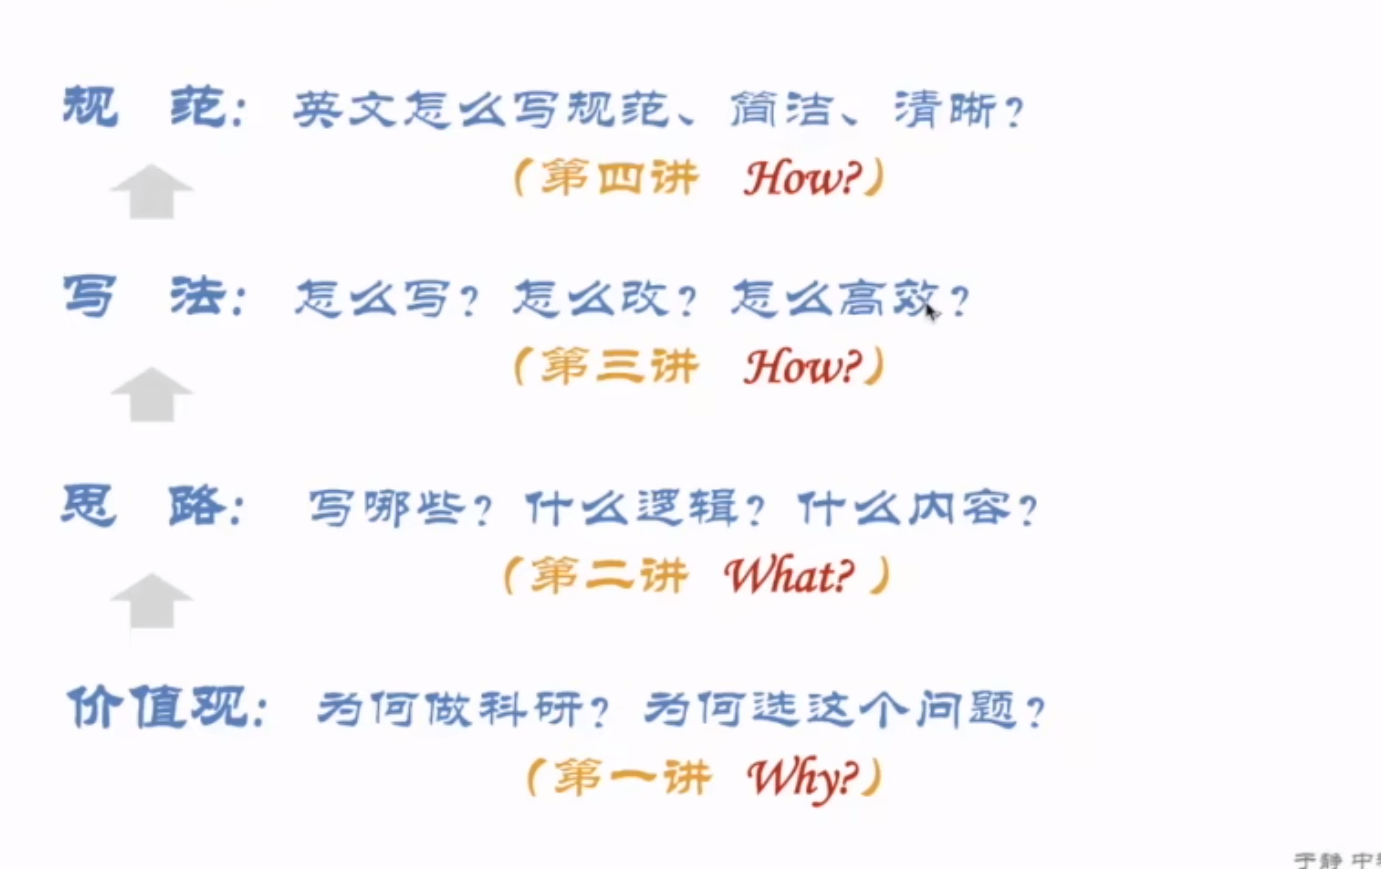 规 范：英文怎么写规范、简洁、清晰？
（第四讲 How?）
写 法：怎么写？怎么改？怎么高效？
（第三讲 How?）
思 路：写哪些？什么逻辑？什么内容？
（第二讲 What?）
价值观：为何做科研？为何选这个问题？
（第一讲 Why?）
于静 中